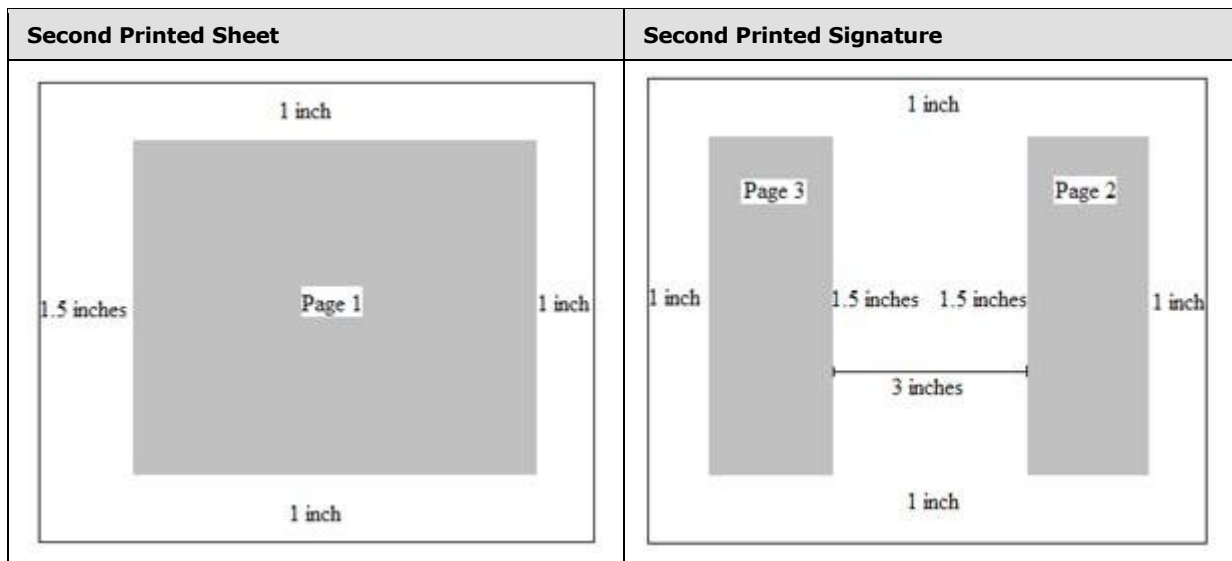 Second Printed Sheet
Second Printed Signature
1 inch
1.5 inches
Page 1
1 inch
1 inch
1 inch
Page 3
Page 2
1 inch
1.5 inches
1.5 inches
1 inch
3 inches
1 inch